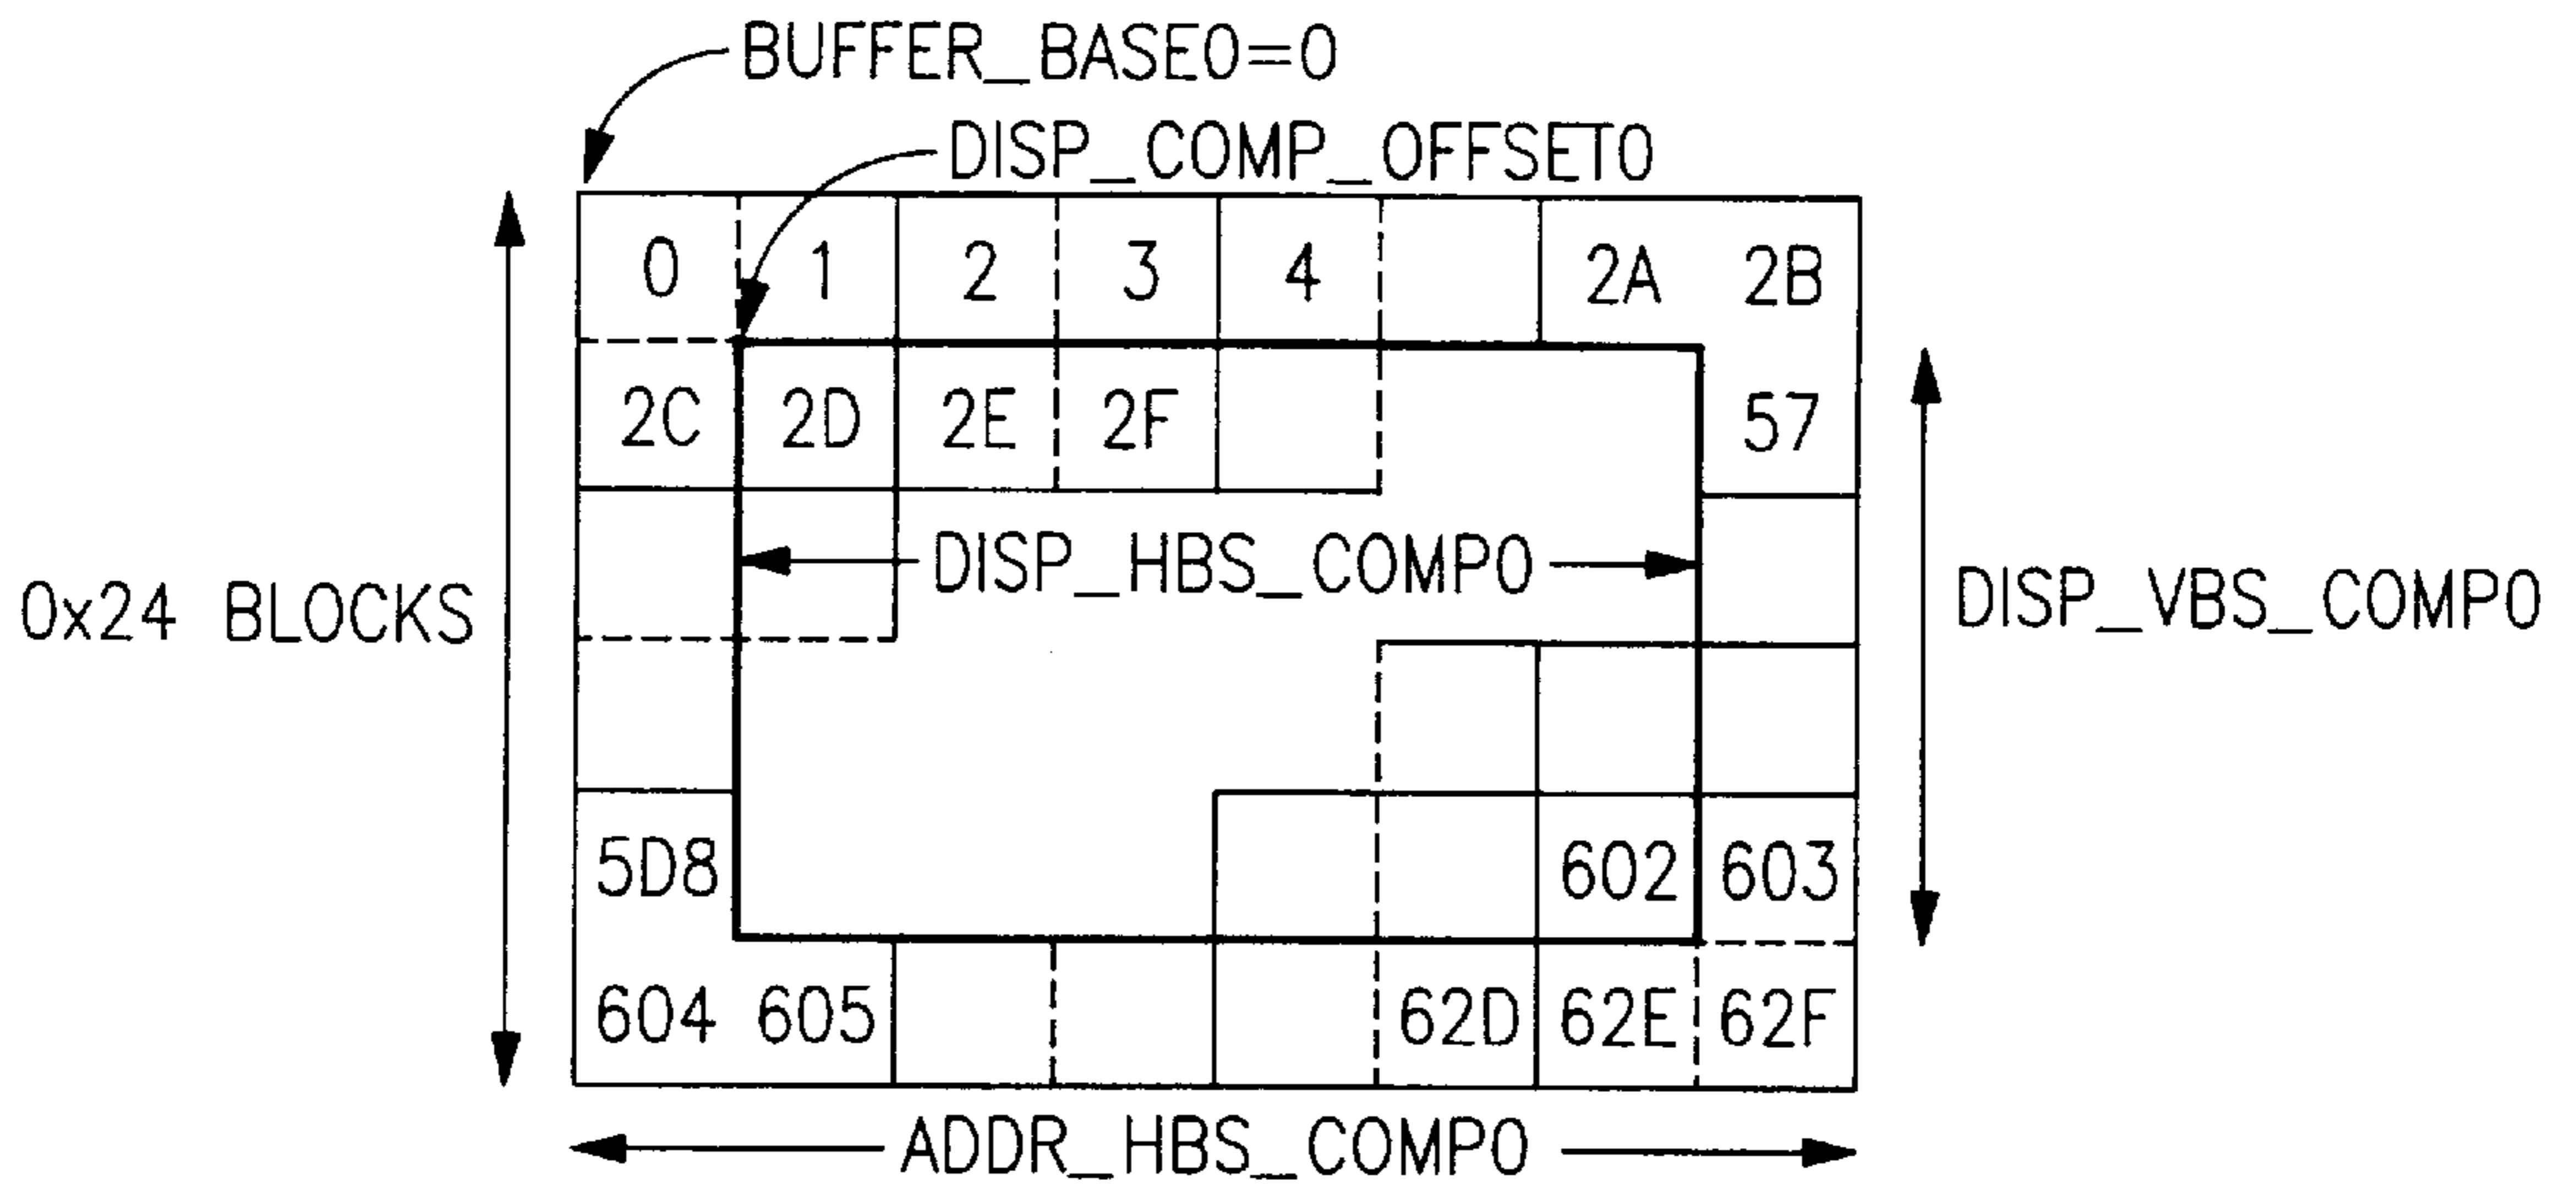 BUFFER_BASE0=0
DISP_COMP_OFFSET0
0 1 2 3 4 2A 2B
2C 2D 2E 2F 57
DISP_HBS_COMP0
0x24 BLOCKS
DISP_VBS_COMP0
5D8 602 603
604 605 62D 62E 62F
ADDR_HBS_COMP0